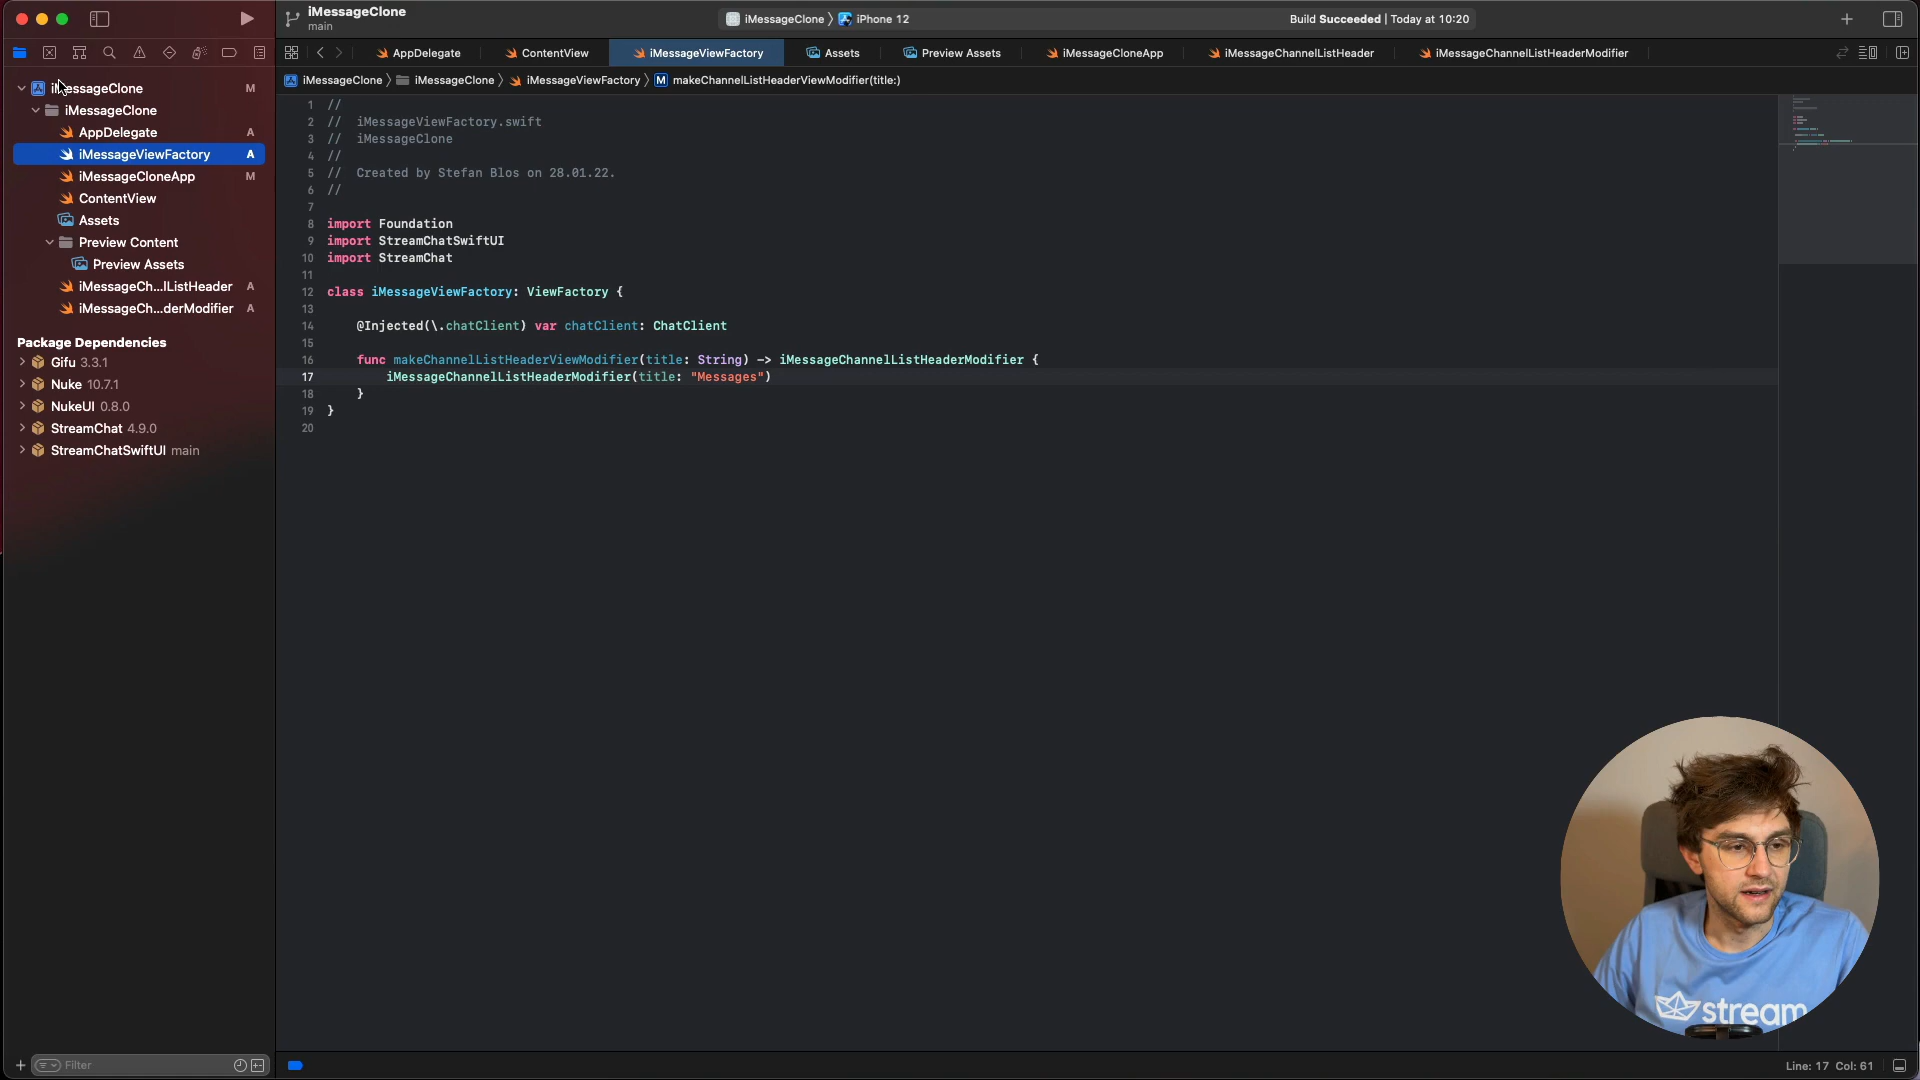 iMessageClone
main
iMessageClone 〉 iPhone 12
Build Succeeded | Today at 10:20
AppDelegate
ContentView
iMessageViewFactory
Assets
Preview Assets
iMessageCloneApp
iMessageChannelListHeader
iMessageChannelListHeaderModifier
iMessageClone 〉 iMessageClone 〉 iMessageViewFactory 〉 M makeChannelListHeaderViewModifier(title:)
iMessageClone M
iMessageClone
AppDelegate A
iMessageViewFactory A
iMessageCloneApp M
ContentView
Assets
Preview Content
Preview Assets
iMessageCh...lListHeader A
iMessageCh...derModifier A
Package Dependencies
Gifu 3.3.1
Nuke 10.7.1
NukeUI 0.8.0
StreamChat 4.9.0
StreamChatSwiftUI main
Filter
1 //
2 // iMessageViewFactory.swift
3 // iMessageClone
4 //
5 // Created by Stefan Blos on 28.01.22.
6 //
7
8 import Foundation
9 import StreamChatSwiftUI
10 import StreamChat
11
12 class iMessageViewFactory: ViewFactory {
13
14 @Injected(\.chatClient) var chatClient: ChatClient
15
16 func makeChannelListHeaderViewModifier(title: String) -> iMessageChannelListHeaderModifier {
17 iMessageChannelListHeaderModifier(title: "Messages")
18 }
19 }
20
stream
Line: 17 Col: 61